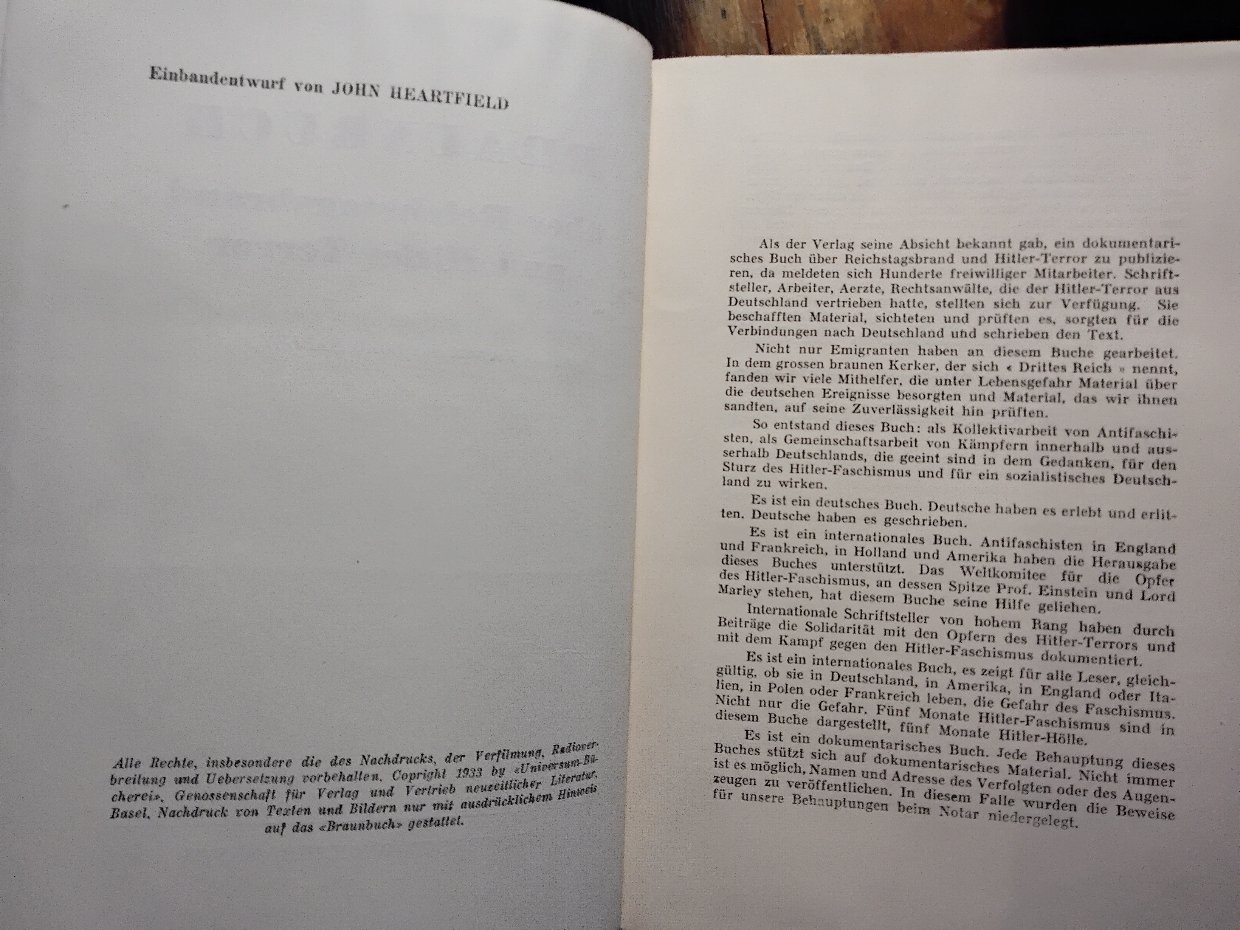 Einbandentwurf von JOHN HEARTFIELD
Alle Rechte, insbesondere die des Nachdrucks, der Verfilmung, Radiover-
breitung und Uebersetzung vorbehalten. Copright 1933 by «Universum-Bü-
cherei», Genossenschaft für Verlag und Vertrieb neuzeitlicher Literatur,
Basel. Nachdruck von Texten und Bildern nur mit ausdrücklichem Hinweis
auf das «Braunbuch» gestattet.
Als der Verlag seine Absicht bekannt gab, ein dokumentari-
sches Buch über Reichstagsbrand und Hitler-Terror zu publizie-
ren, da meldeten sich Hunderte freiwilliger Mitarbeiter. Schrift-
steller, Arbeiter, Aerzte, Rechtsanwälte, die der Hitler-Terror aus
Deutschland vertrieben hatte, stellten sich zur Verfügung. Sie
beschafften Material, sichteten und prüften es, sorgten für die
Verbindungen nach Deutschland und schrieben den Text.
Nicht nur Emigranten haben an diesem Buche gearbeitet.
In dem grossen braunen Kerker, der sich « Drittes Reich » nennt,
fanden wir viele Mithelfer, die unter Lebensgefahr Material über
die deutschen Ereignisse besorgten und Material, das wir ihnen
sandten, auf seine Zuverlässigkeit hin prüften.
So entstand dieses Buch: als Kollektivarbeit von Antifaschi-
sten, als Gemeinschaftsarbeit von Kämpfern innerhalb und aus-
serhalb Deutschlands, die geeint sind in dem Gedanken, für den
Sturz des Hitler-Faschismus und für ein sozialistisches Deutsch-
land zu wirken.
Es ist ein deutsches Buch. Deutsche haben es erlebt und erlit-
ten. Deutsche haben es geschrieben.
Es ist ein internationales Buch. Antifaschisten in England
und Frankreich, in Holland und Amerika haben die Herausgabe
dieses Buches unterstützt. Das Weltkomitee für die Opfer
des Hitler-Faschismus, an dessen Spitze Prof. Einstein und Lord
Marley stehen, hat diesem Buche seine Hilfe geliehen.
Internationale Schriftsteller von hohem Rang haben durch
Beiträge die Solidarität mit den Opfern des Hitler-Terrors und
mit dem Kampf gegen den Hitler-Faschismus dokumentiert.
Es ist ein internationales Buch, es zeigt für alle Leser, gleich-
gültig, ob sie in Deutschland, in Amerika, in England oder Ita-
lien, in Polen oder Frankreich leben, die Gefahr des Faschismus.
Nicht nur die Gefahr. Fünf Monate Hitler-Faschismus sind in
diesem Buche dargestellt, fünf Monate Hitler-Hölle.
Es ist ein dokumentarisches Buch. Jede Behauptung dieses
Buches stützt sich auf dokumentarisches Material. Nicht immer
ist es möglich, Namen und Adresse des Verfolgten oder des Augen-
zeugen zu veröffentlichen. In diesem Falle wurden die Beweise
für unsere Behauptungen beim Notar niedergelegt.